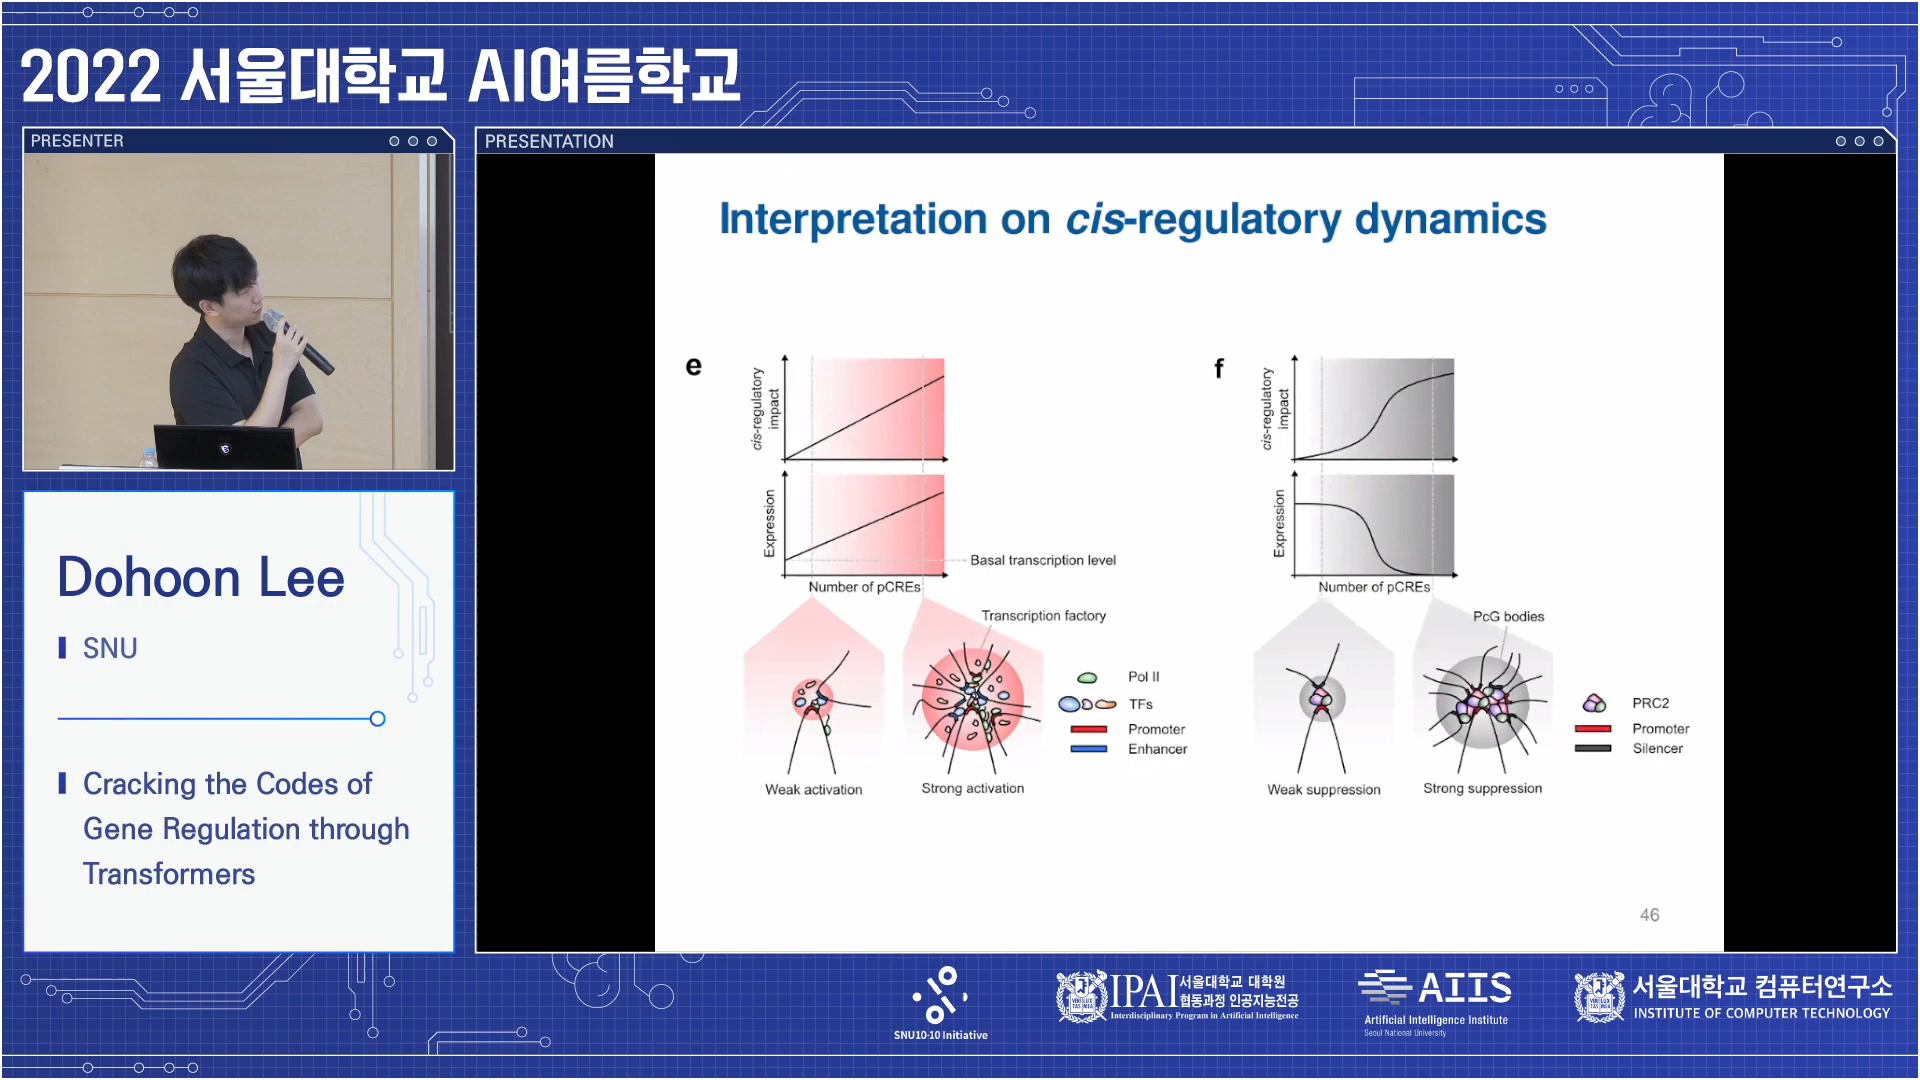 2022 서울대학교 AI여름학교
PRESENTER
PRESENTATION
Dohoon Lee
SNU
Cracking the Codes of
Gene Regulation through
Transformers
Interpretation on cis-regulatory dynamics
e
cis-regulatory
impact
Expression
Basal transcription level
Number of pCREs
Transcription factory
Pol II
TFs
Promoter
Enhancer
Weak activation
Strong activation
f
cis-regulatory
impact
Expression
Number of pCREs
PcG bodies
PRC2
Promoter
Silencer
Weak suppression
Strong suppression
46
SNU10·10 Initiative
IPAI 서울대학교 대학원
협동과정 인공지능전공
Interdisciplinary Program in Artificial Intelligence
AIIS
Artificial Intelligence Institute
Seoul National University
서울대학교 컴퓨터연구소
INSTITUTE OF COMPUTER TECHNOLOGY